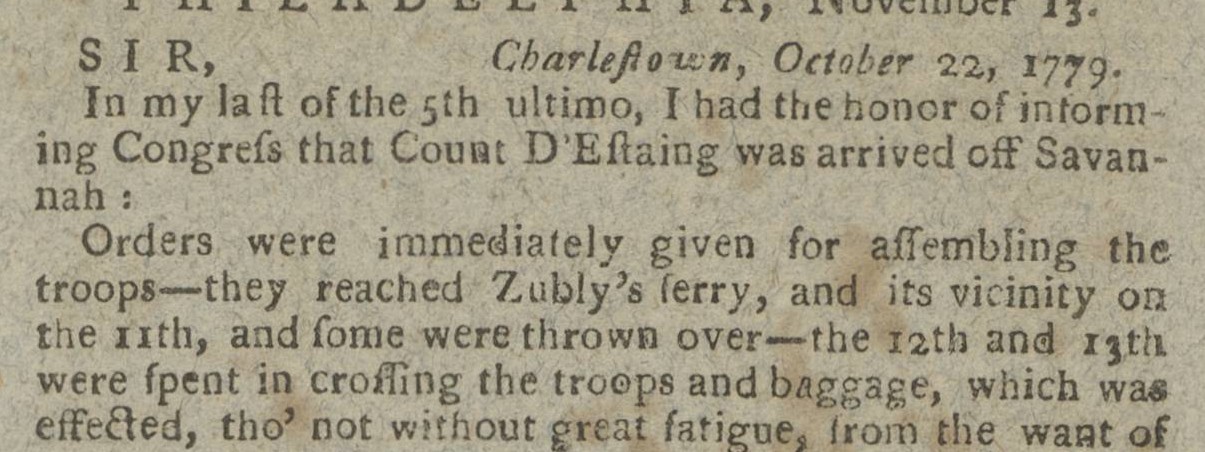 PHILADELPHIA, November 13.
SIR, Charleſtown, October 22, 1779.
In my laſt of the 5th ultimo, I had the honor of inform-
ing Congreſs that Count D'Eſtaing was arrived off Savan-
nah :
Orders were immediately given for aſſembling the
troops—they reached Zubly's ferry, and its vicinity on
the 11th, and ſome were thrown over—the 12th and 13th
were ſpent in croſſing the troops and baggage, which was
effected, tho' not without great fatigue, from the want of